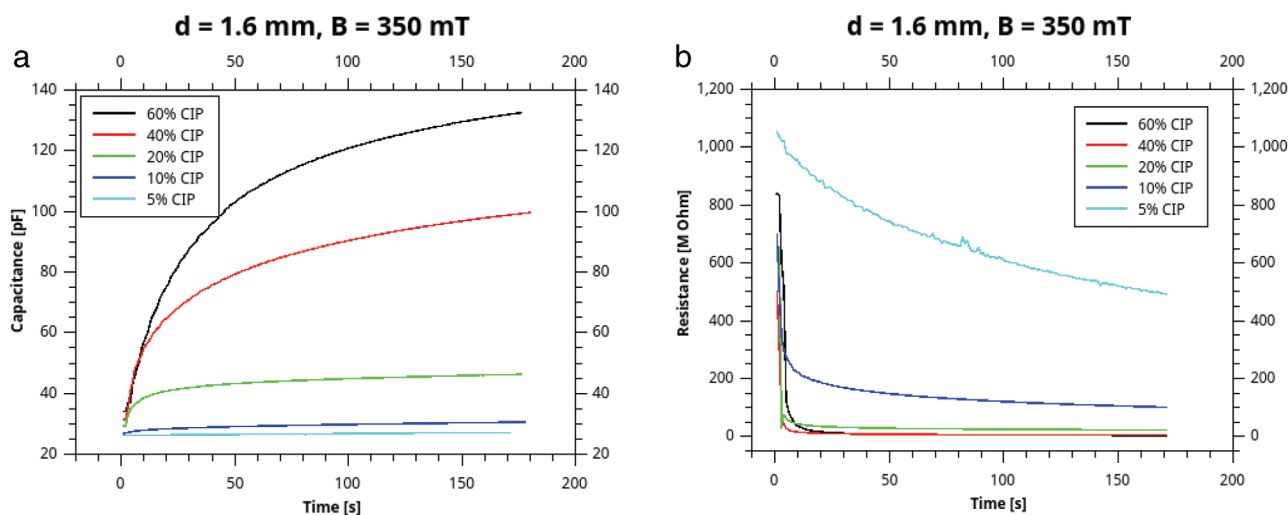 d = 1.6 mm, B = 350 mT
a
0 50 100 150 200
140 120 100 80 60 40 20
Capacitance [pF]
60% CIP
40% CIP
20% CIP
10% CIP
5% CIP
140 120 100 80 60 40 20
0 50 100 150 200
Time [s]
d = 1.6 mm, B = 350 mT
b
0 50 100 150 200
1,200 1,000 800 600 400 200 0
Resistance [M Ohm]
60% CIP
40% CIP
20% CIP
10% CIP
5% CIP
1,200 1,000 800 600 400 200 0
0 50 100 150 200
Time [s]